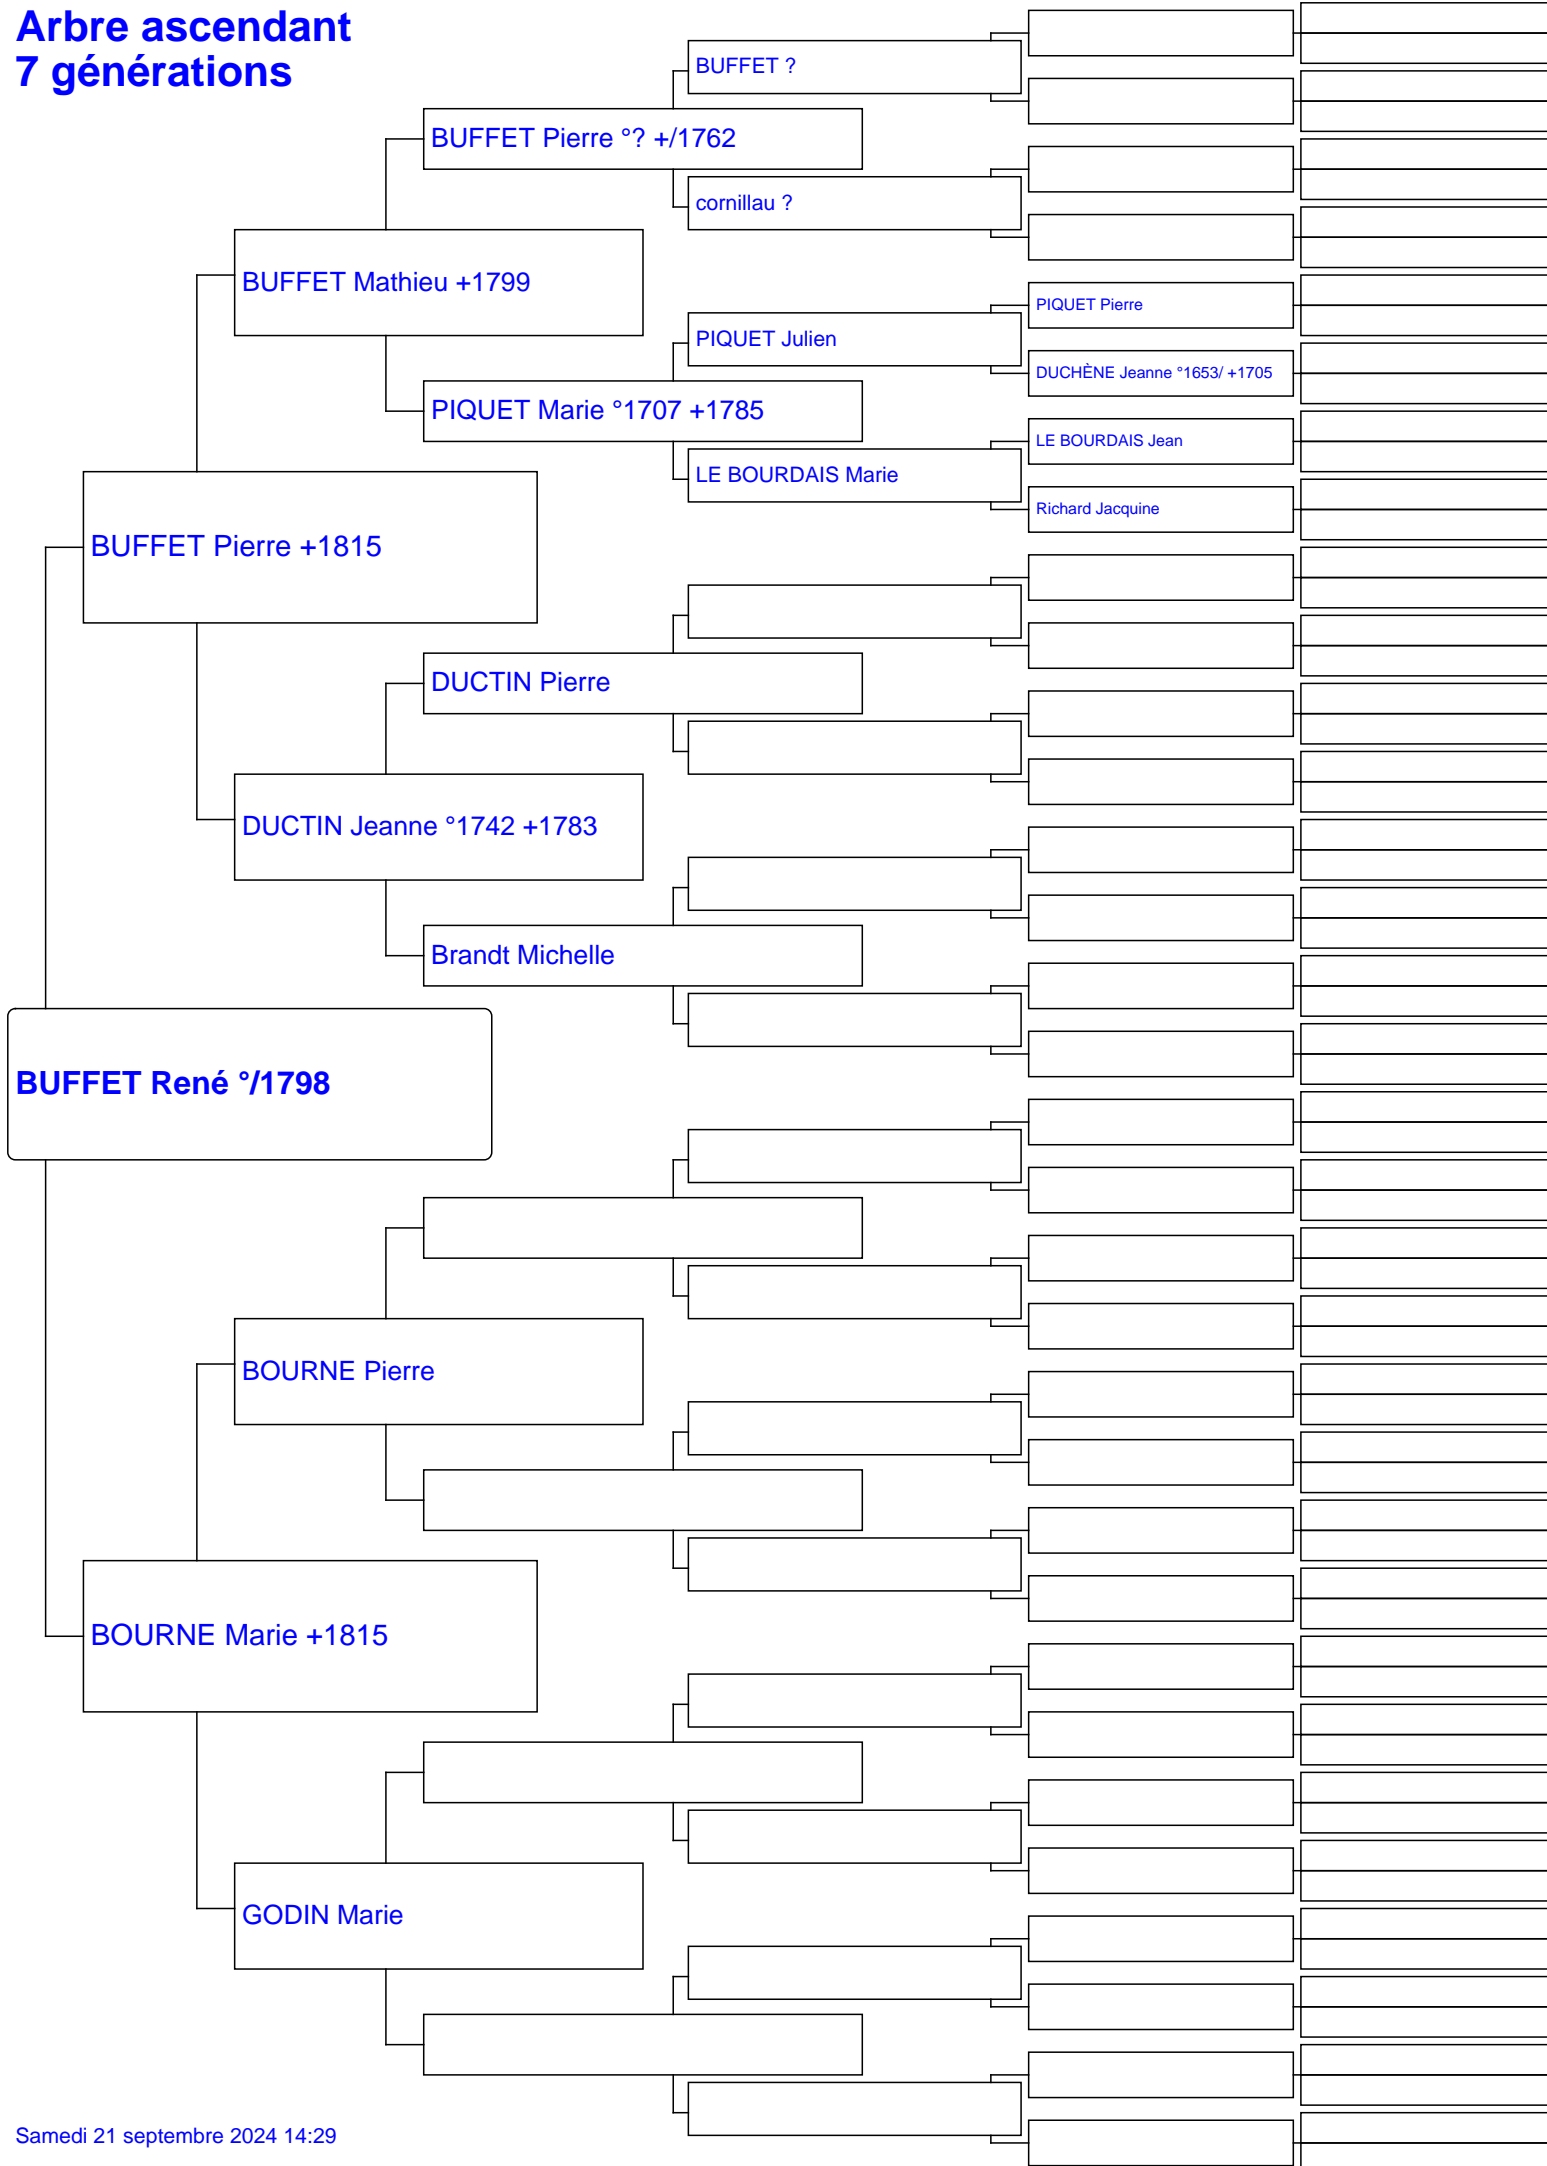 Arbre ascendant
7 générations
BUFFET ?
BUFFET Pierre °? +/1762
cornillau ?
BUFFET Mathieu +1799
PIQUET Pierre
PIQUET Julien
DUCHÈNE Jeanne °1653/ +1705
PIQUET Marie °1707 +1785
LE BOURDAIS Jean
LE BOURDAIS Marie
Richard Jacquine
BUFFET Pierre +1815
DUCTIN Pierre
DUCTIN Jeanne °1742 +1783
Brandt Michelle
BUFFET René °/1798
BOURNE Pierre
BOURNE Marie +1815
GODIN Marie
Samedi 21 septembre 2024 14:29